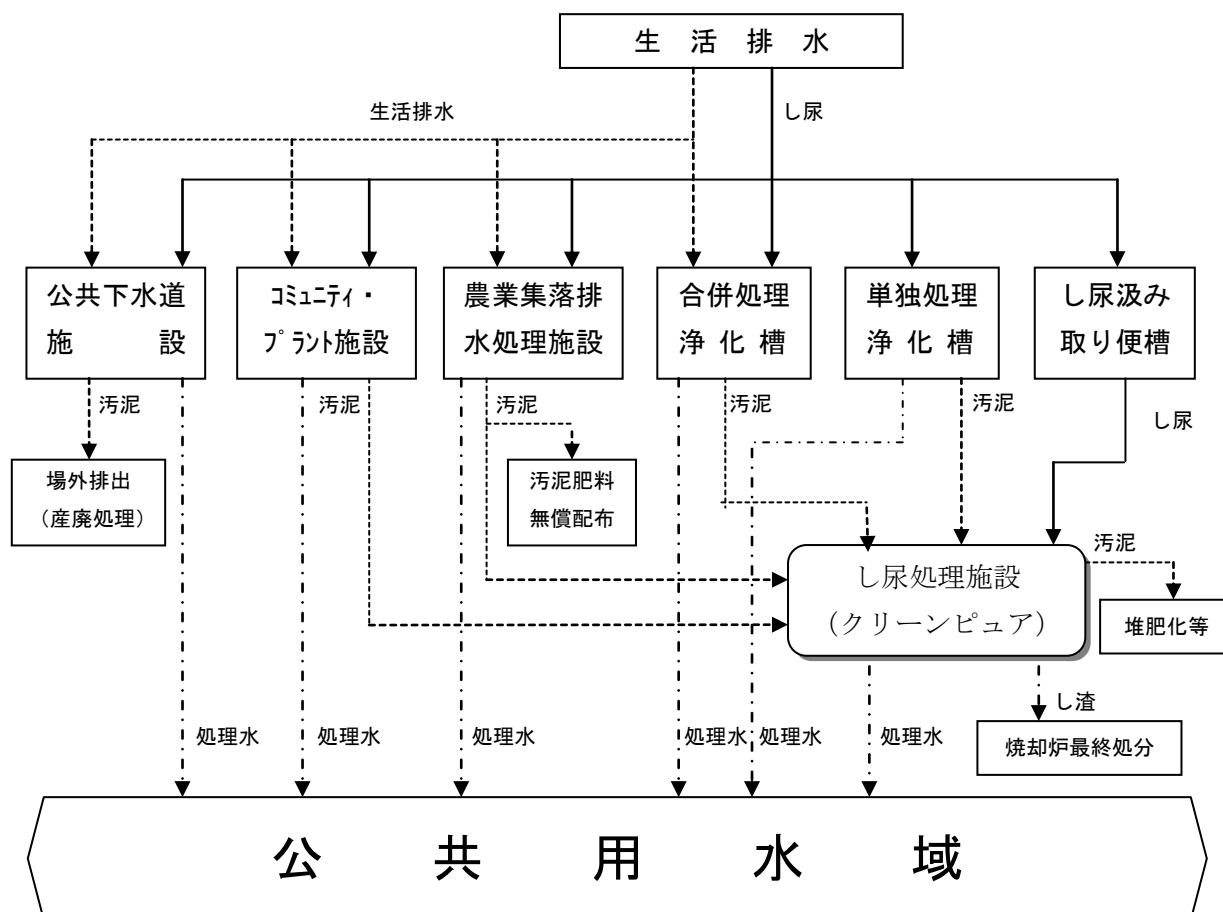 生活排水
生活排水
し尿
公共下水道
施設
ｺﾐｭﾆﾃｨ・
ﾌﾟﾗﾝﾄ施設
農業集落排
水処理施設
合併処理
浄化槽
単独処理
浄化槽
し尿汲み
取り便槽
汚泥
汚泥
汚泥
汚泥
汚泥
し尿
場外排出
（産廃処理）
汚泥肥料
無償配布
し尿処理施設
（クリーンピュア）
汚泥
堆肥化等
し渣
焼却炉最終処分
処理水
処理水
処理水
処理水
処理水
処理水
公共用水域